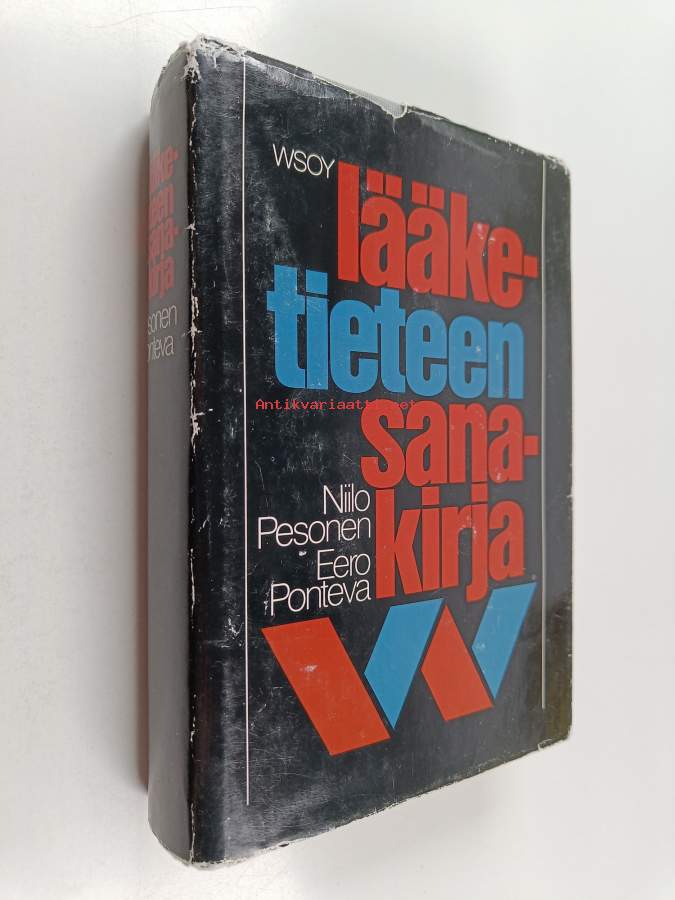 WSOY
lääke-
tieteen
sana-
kirja
Niilo
Pesonen
Eero
Ponteva
Antikvariaatti.net